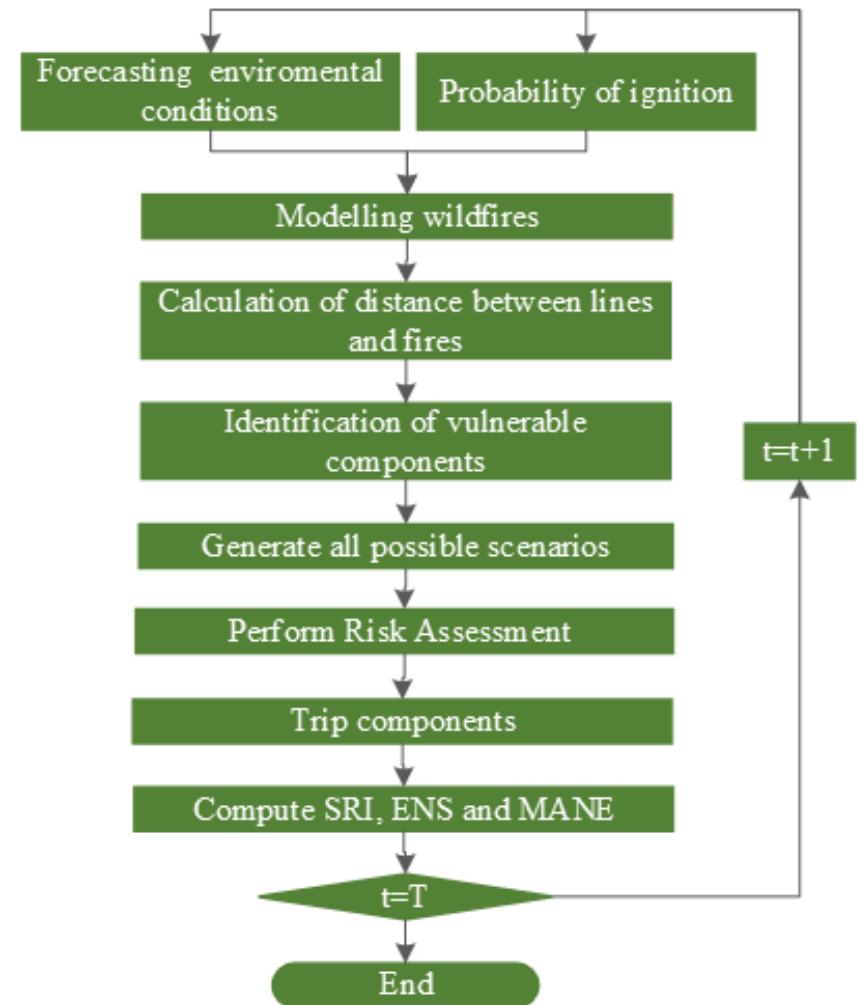 Forecasting enviromental
conditions
Probability of ignition
Modelling wildfires
Calculation of distance between lines
and fires
Identification of vulnerable
components
t=t+1
Generate all possible scenarios
Perform Risk Assessment
Trip components
Compute SRI, ENS and MANE
t=T
End